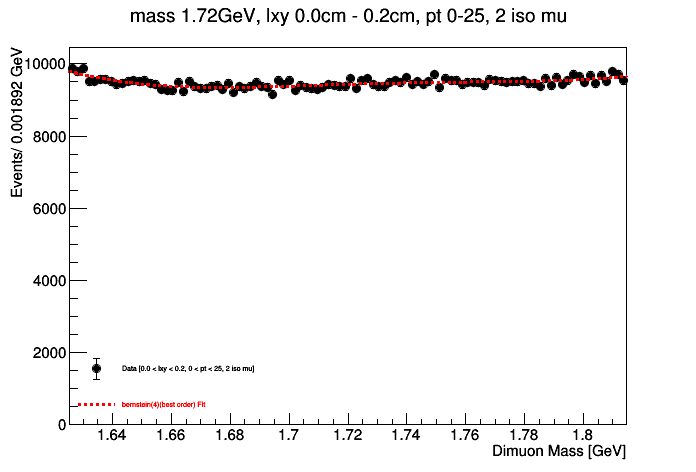 mass 1.72GeV, lxy 0.0cm - 0.2cm, pt 0-25, 2 iso mu
Events/ 0.001892 GeV
10000
8000
6000
4000
2000
0
Data [0.0 < lxy < 0.2, 0 < pt < 25, 2 iso mu]
bernstein(4)(best order) Fit
1.64 1.66 1.68 1.7 1.72 1.74 1.76 1.78 1.8
Dimuon Mass [GeV]